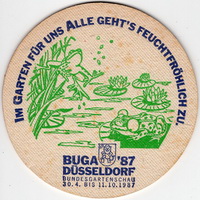 IM GARTEN FÜR UNS ALLE GEHT'S FEUCHTFRÖHLICH ZU.
BUGA '87
DÜSSELDORF
BUNDESGARTENSCHAU
30.4. BIS 11.10.1987